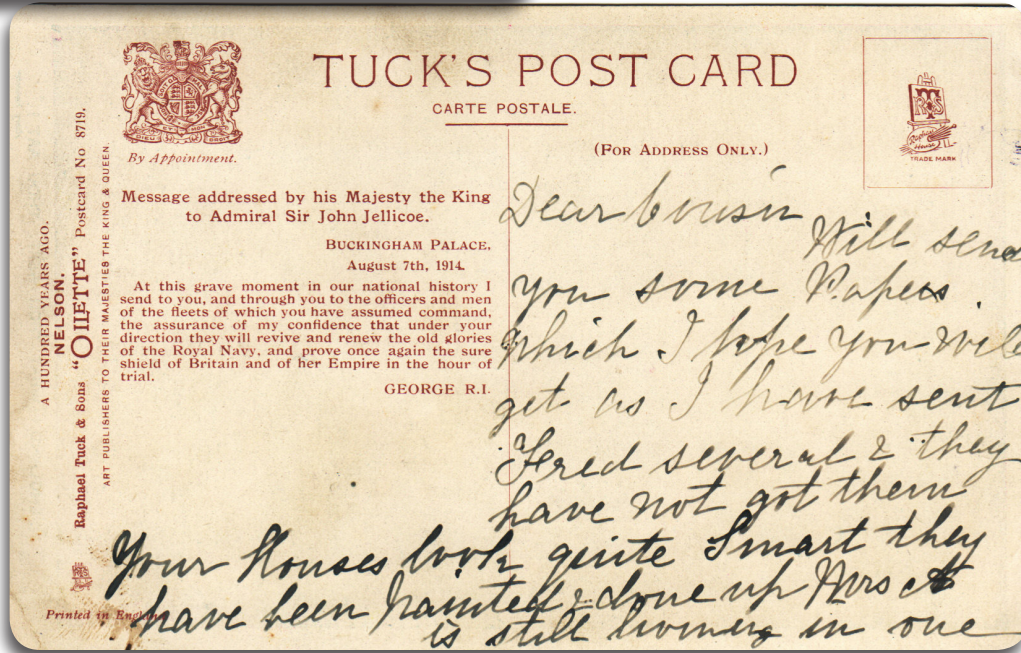 TUCK'S POST CARD
CARTE POSTALE.
By Appointment.
(FOR ADDRESS ONLY.)
TRADE MARK
A HUNDRED YEARS AGO.
NELSON.
Raphael Tuck & Sons "OILETTE" Postcard No 8719.
ART PUBLISHERS TO THEIR MAJESTIES THE KING & QUEEN.
Message addressed by his Majesty the King
to Admiral Sir John Jellicoe.
BUCKINGHAM PALACE,
August 7th, 1914.
At this grave moment in our national history I
send to you, and through you to the officers and men
of the fleets of which you have assumed command,
the assurance of my confidence that under your
direction they will revive and renew the old glories
of the Royal Navy, and prove once again the sure
shield of Britain and of her Empire in the hour of
trial.
GEORGE R.I.
Printed in England
Dear Cousin
Will send
you some Papers.
which I hope you will
get as I have sent
Fred several & they
have not got them
Your Houses look quite Smart they
have been painted & done up Mrs A
is still living in one